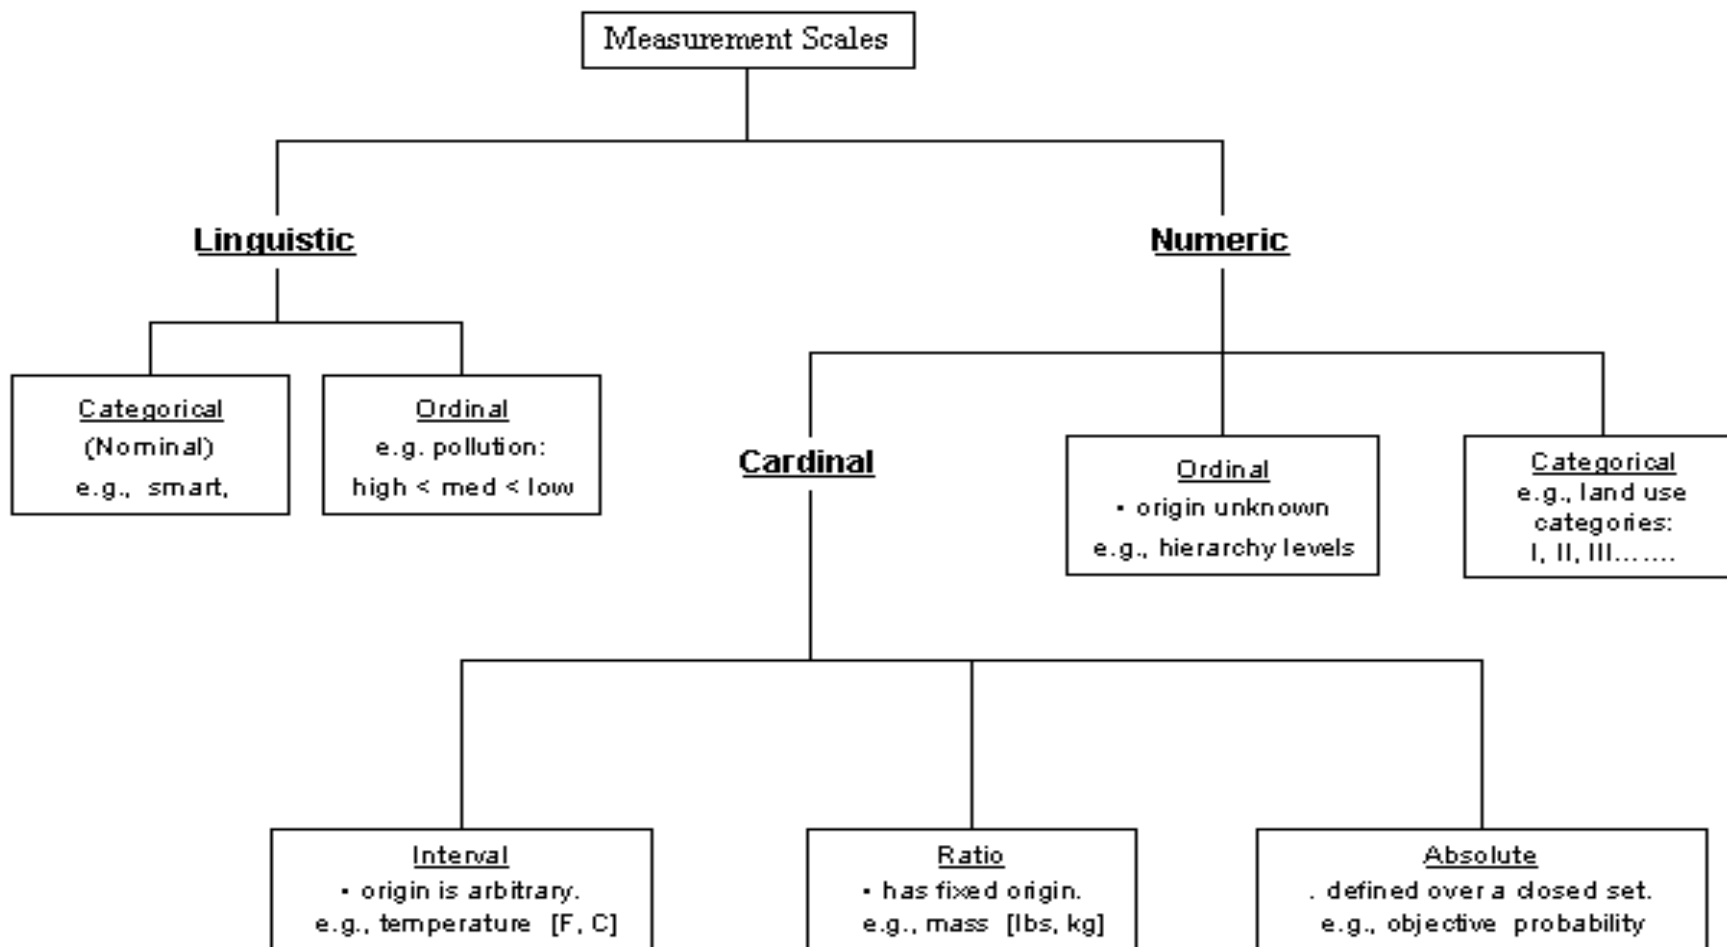 Measurement Scales
Linguistic
Numeric
Categorical
(Nominal)
e.g., smart,
Ordinal
e.g. pollution:
high < med < low
Cardinal
Ordinal
• origin unknown
e.g., hierarchy levels
Categorical
e.g., land use
categories:
I, II, III.......
Interval
• origin is arbitrary.
e.g., temperature [F, C]
Ratio
• has fixed origin.
e.g., mass [lbs, kg]
Absolute
. defined over a closed set.
e.g., objective probability